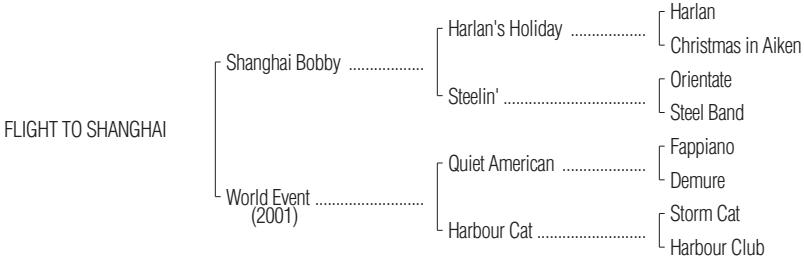 Harlan
Harlan's Holiday ..................
Christmas in Aiken
Shanghai Bobby ..................
Orientate
Steelin' ..................................
Steel Band
FLIGHT TO SHANGHAI
Fappiano
Quiet American ....................
Demure
World Event ..........................
(2001)
Storm Cat
Harbour Cat ..........................
Harbour Club